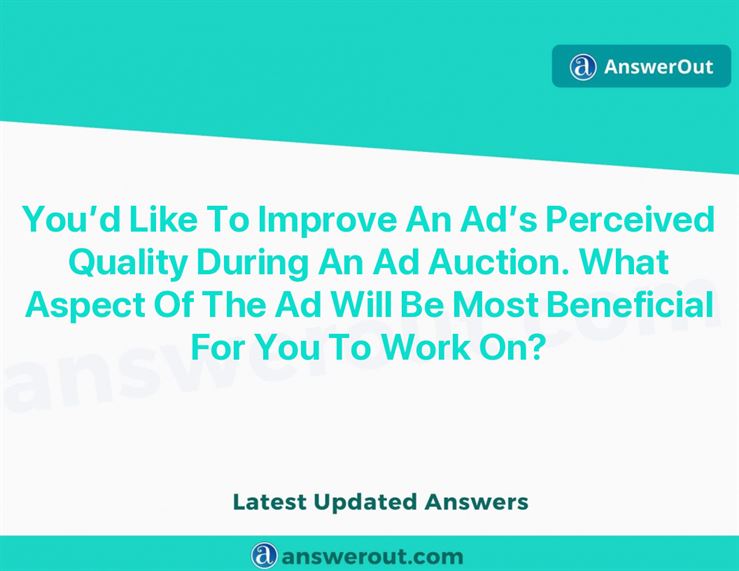 AnswerOut
You’d Like To Improve An Ad’s Perceived
Quality During An Ad Auction. What
Aspect Of The Ad Will Be Most Beneficial
For You To Work On?
answerout.com
Latest Updated Answers
answerout.com